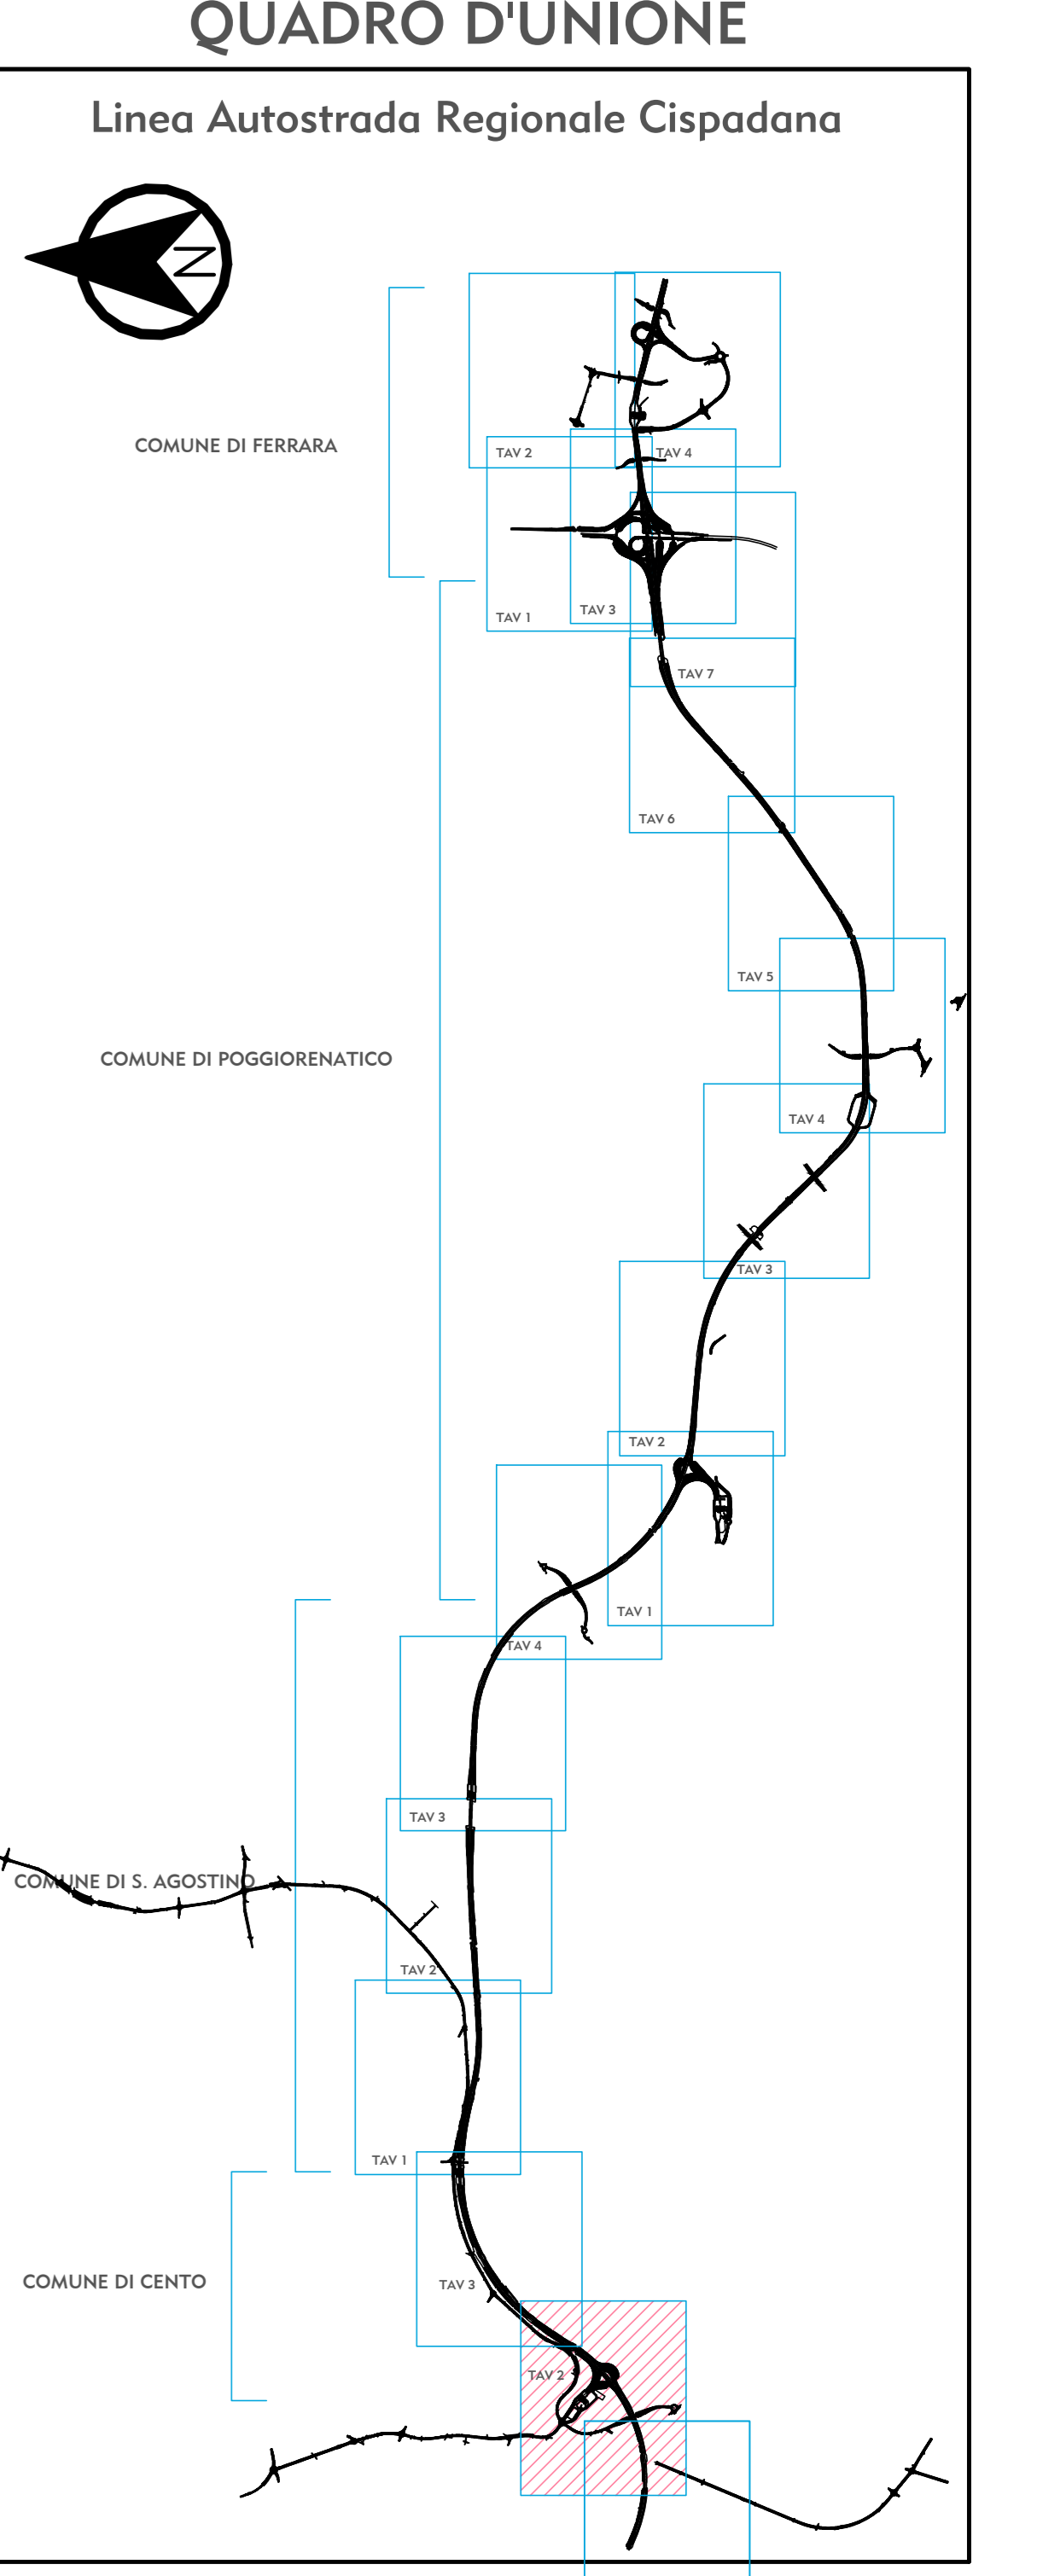 QUADRO D'UNIONE
Linea Autostrada Regionale Cispadana
N
COMUNE DI FERRARA
TAV 2
TAV 4
TAV 3
TAV 1
TAV 7
TAV 6
TAV 5
COMUNE DI POGGIORENATICO
TAV 4
TAV 3
TAV 2
TAV 1
TAV 4
TAV 3
COMUNE DI S. AGOSTINO
TAV 2
TAV 1
COMUNE DI CENTO
TAV 3
TAV 2